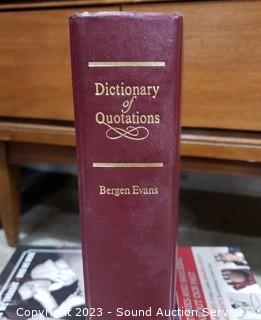 Dictionary
of
Quotations
Bergen Evans
Copyright 2023 - Sound Auction Service